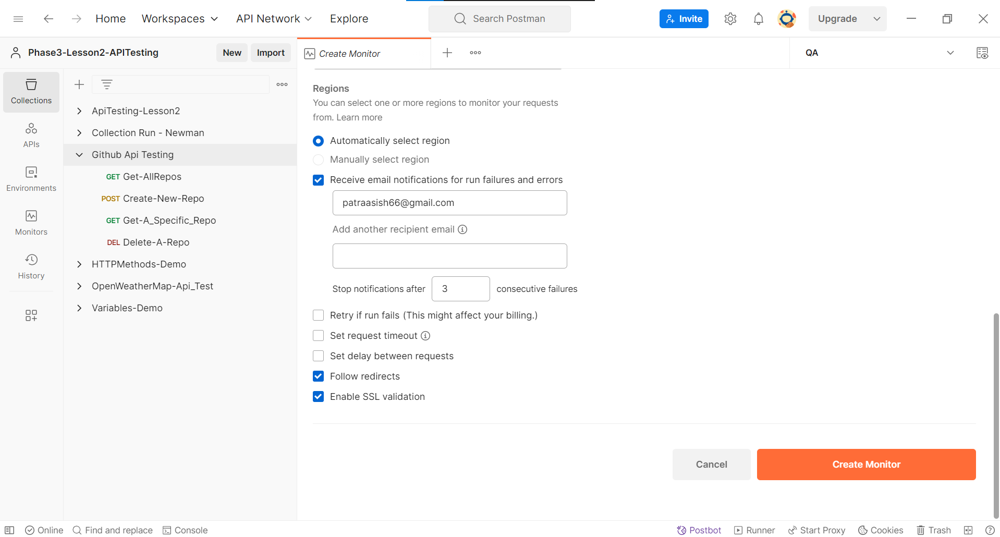 Home Workspaces API Network Explore Search Postman Invite Upgrade
Phase3-Lesson2-APITesting New Import Create Monitor QA
Collections
APIs
Environments
Monitors
History
ApiTesting-Lesson2
Collection Run - Newman
Github Api Testing
GET Get-AllRepos
POST Create-New-Repo
GET Get-A_Specific_Repo
DEL Delete-A-Repo
HTTPMethods-Demo
OpenWeatherMap-Api_Test
Variables-Demo
Regions
You can select one or more regions to monitor your requests
from. Learn more
Automatically select region
Manually select region
Receive email notifications for run failures and errors
patraasish66@gmail.com
Add another recipient email
Stop notifications after 3 consecutive failures
Retry if run fails (This might affect your billing.)
Set request timeout
Set delay between requests
Follow redirects
Enable SSL validation
Cancel Create Monitor
Online Find and replace Console Postbot Runner Start Proxy Cookies Trash